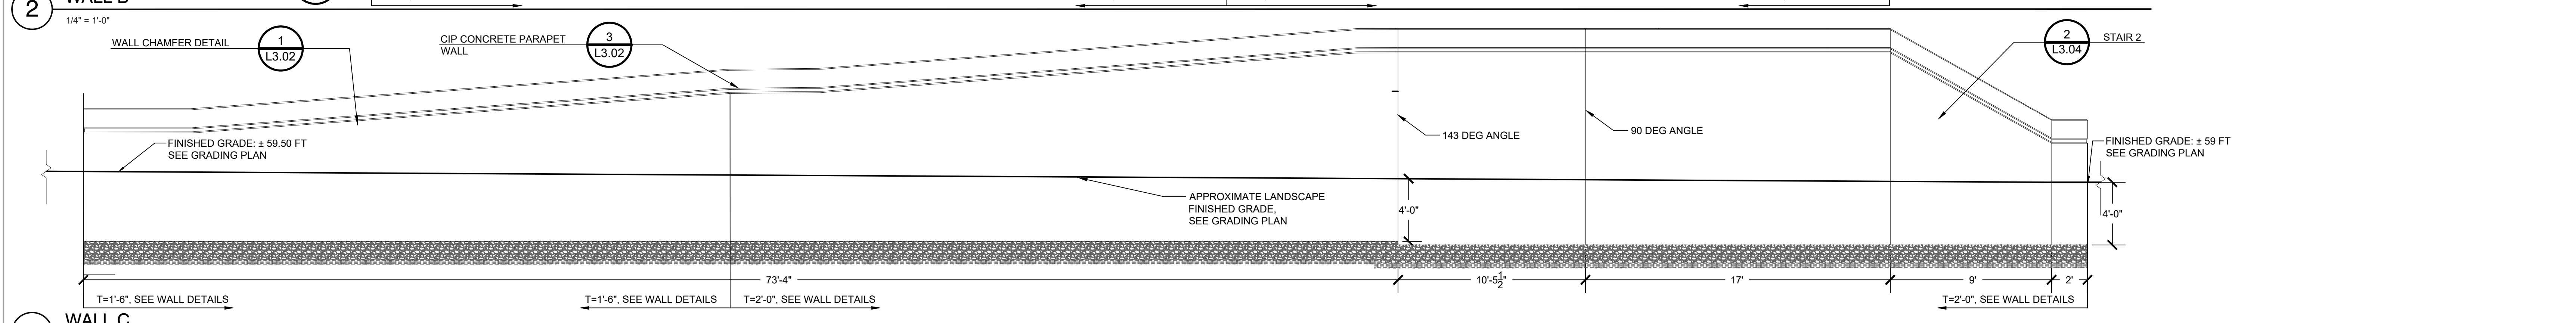 2
WALL B
1/4" = 1'-0"
WALL CHAMFER DETAIL
1
L3.02
CIP CONCRETE PARAPET
WALL
3
L3.02
2
L3.04
STAIR 2
143 DEG ANGLE
90 DEG ANGLE
FINISHED GRADE: ± 59.50 FT
SEE GRADING PLAN
FINISHED GRADE: ± 59 FT
SEE GRADING PLAN
APPROXIMATE LANDSCAPE
FINISHED GRADE,
SEE GRADING PLAN
4'-0"
4'-0"
73'-4"
10'-5 1/2"
17'
9'
2'
T=1'-6", SEE WALL DETAILS
T=1'-6", SEE WALL DETAILS
T=2'-0", SEE WALL DETAILS
T=2'-0", SEE WALL DETAILS
WALL C